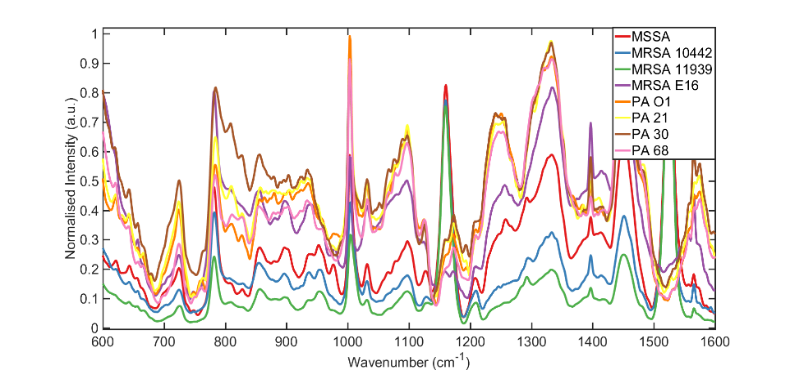 1
0.9
0.8
0.7
0.6
0.5
0.4
0.3
0.2
0.1
0
Normalised Intensity (a.u.)
600 700 800 900 1000 1100 1200 1300 1400 1500 1600
Wavenumber (cm-1)
MSSA
MRSA 10442
MRSA 11939
MRSA E16
PA O1
PA 21
PA 30
PA 68